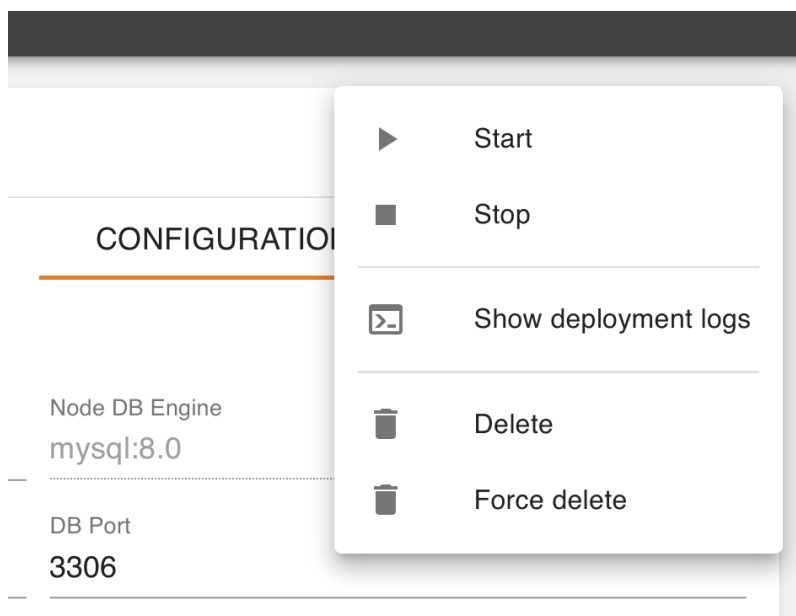 Start
Stop
CONFIGURATIO
Show deployment logs
Node DB Engine
mysql:8.0
Delete
Force delete
DB Port
3306